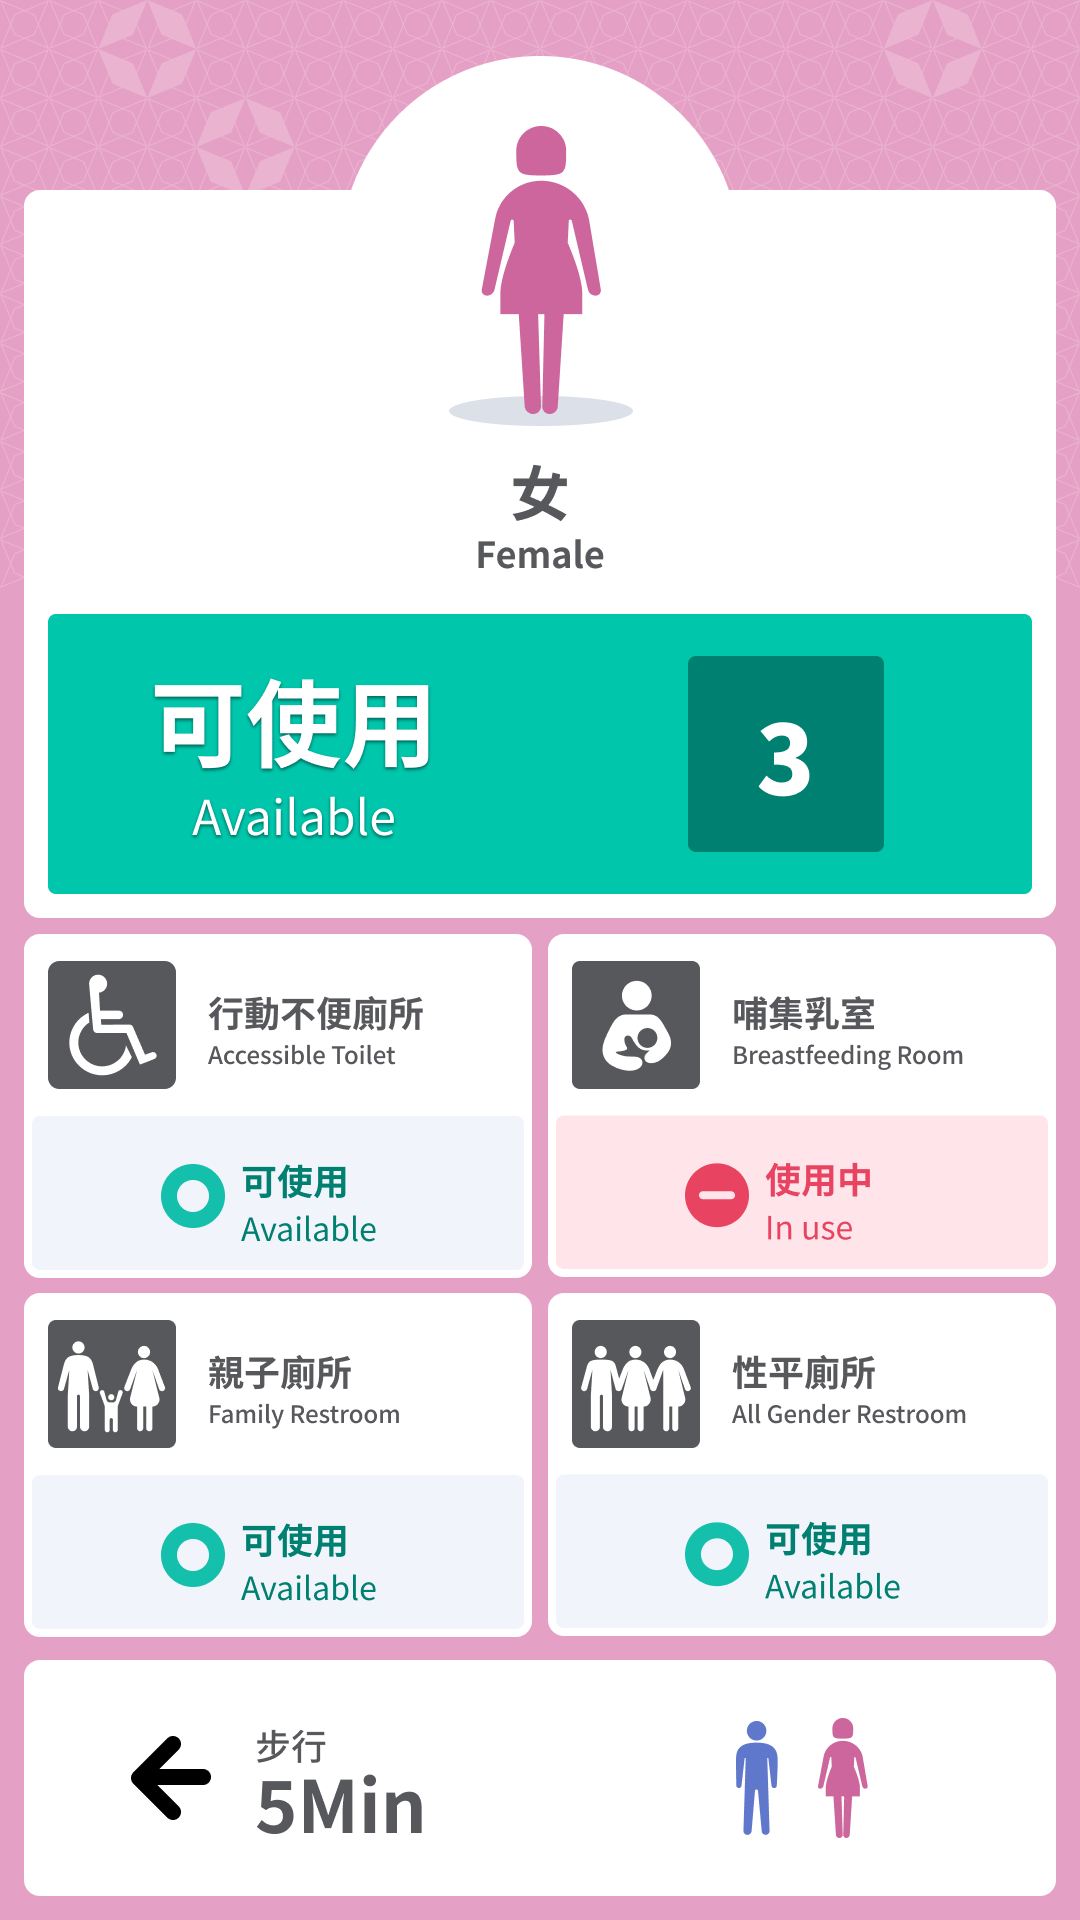 女
Female
可使用
Available
3
行動不便廁所
Accessible Toilet
可使用
Available
哺集乳室
Breastfeeding Room
使用中
In use
親子廁所
Family Restroom
可使用
Available
性平廁所
All Gender Restroom
可使用
Available
步行
5Min